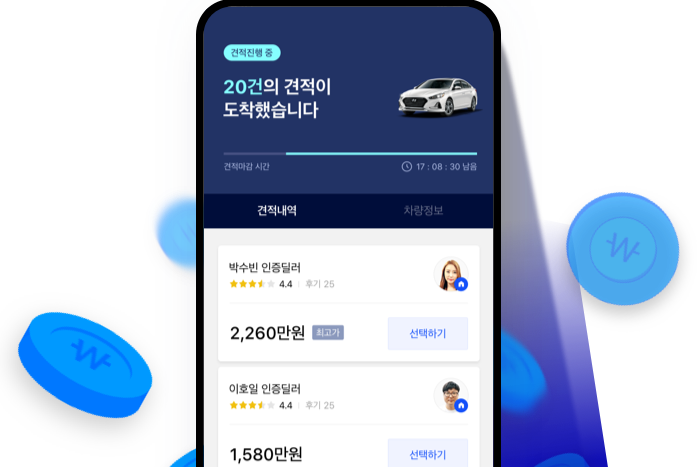 견적진행 중
20건의 견적이
도착했습니다
견적마감 시간
17 : 08 : 30 남음
견적내역
차량정보
박수빈 인증딜러
4.4
후기 25
2,260만원
최고가
선택하기
이호일 인증딜러
4.4
후기 25
1,580만원
선택하기